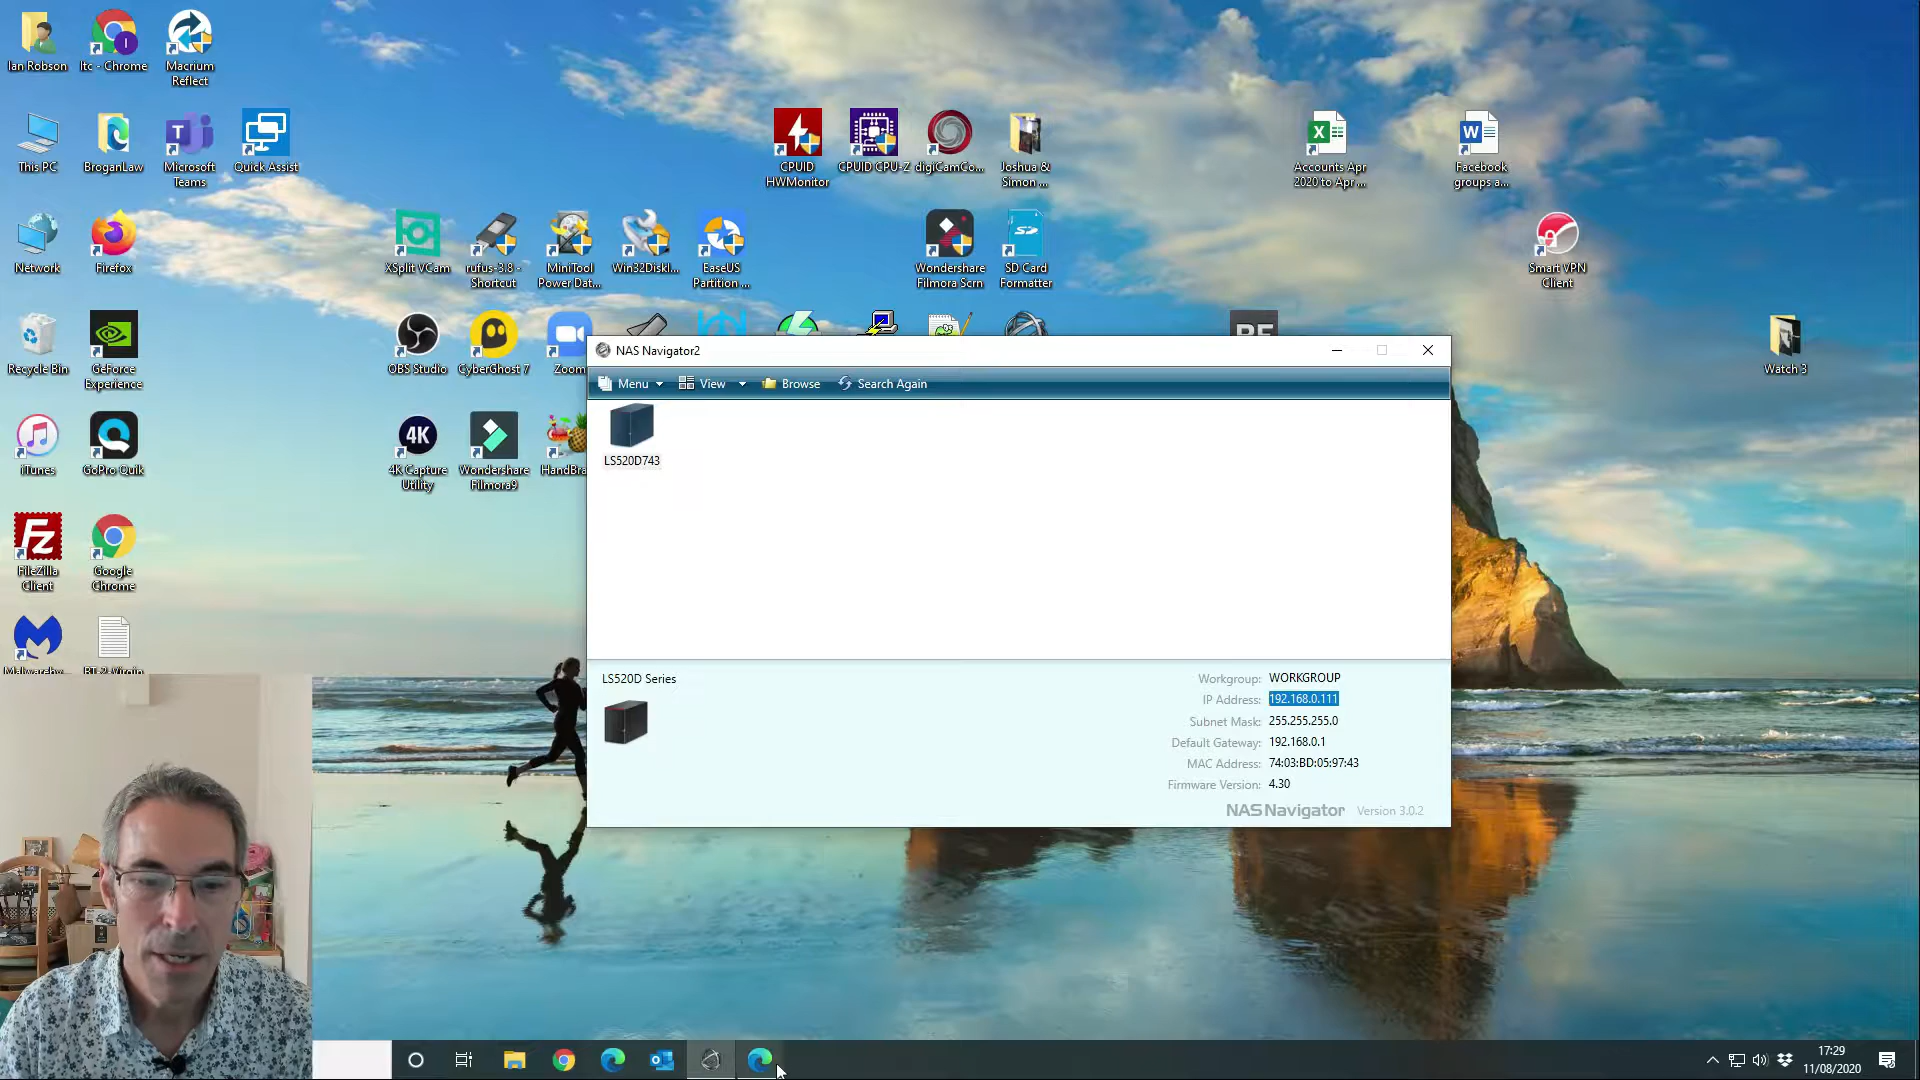 Ian Robson
Itc - Chrome
Macrium
Reflect
This PC
BroganLaw
Microsoft
Teams
Quick Assist
CPUID
HWMonitor
CPUID CPU-Z
digiCamCo...
Joshua &
Simon ...
Accounts Apr
2020 to Apr ...
Facebook
groups a...
Network
Firefox
XSplit VCam
rufus-3.8 -
Shortcut
MiniTool
Power Dat...
Win32DiskI...
EaseUS
Partition ...
Wondershare
Filmora Scrn
SD Card
Formatter
Smart VPN
Client
Recycle Bin
GeForce
Experience
OBS Studio
CyberGhost 7
Zoom
Watch 3
NAS Navigator2
Menu
View
Browse
Search Again
LS520D743
iTunes
GoPro Quik
4K
4K Capture
Utility
Wondershare
Filmora9
HandBra
FileZilla
Client
Google
Chrome
LS520D Series
Workgroup: WORKGROUP
IP Address: 192.168.0.111
Subnet Mask: 255.255.255.0
Default Gateway: 192.168.0.1
MAC Address: 74:03:BD:05:97:43
Firmware Version: 4.30
NAS Navigator Version 3.0.2
17:29
11/08/2020